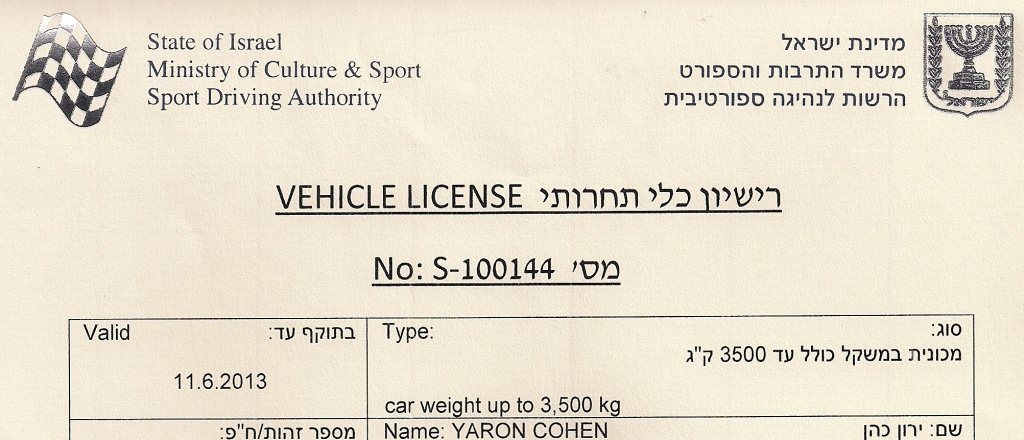 State of Israel
Ministry of Culture & Sport
Sport Driving Authority
מדינת ישראל
משרד התרבות והספורט
הרשות לנהיגה ספורטיבית
VEHICLE LICENSE רישיון כלי תחרותי
No: S-100144 מס'
Valid בתוקף עד:
11.6.2013
Type: סוג:
מכונית במשקל כולל עד 3500 ק"ג
car weight up to 3,500 kg
מספר זהות/ח"פ:
Name: YARON COHEN שם: ירון כהן